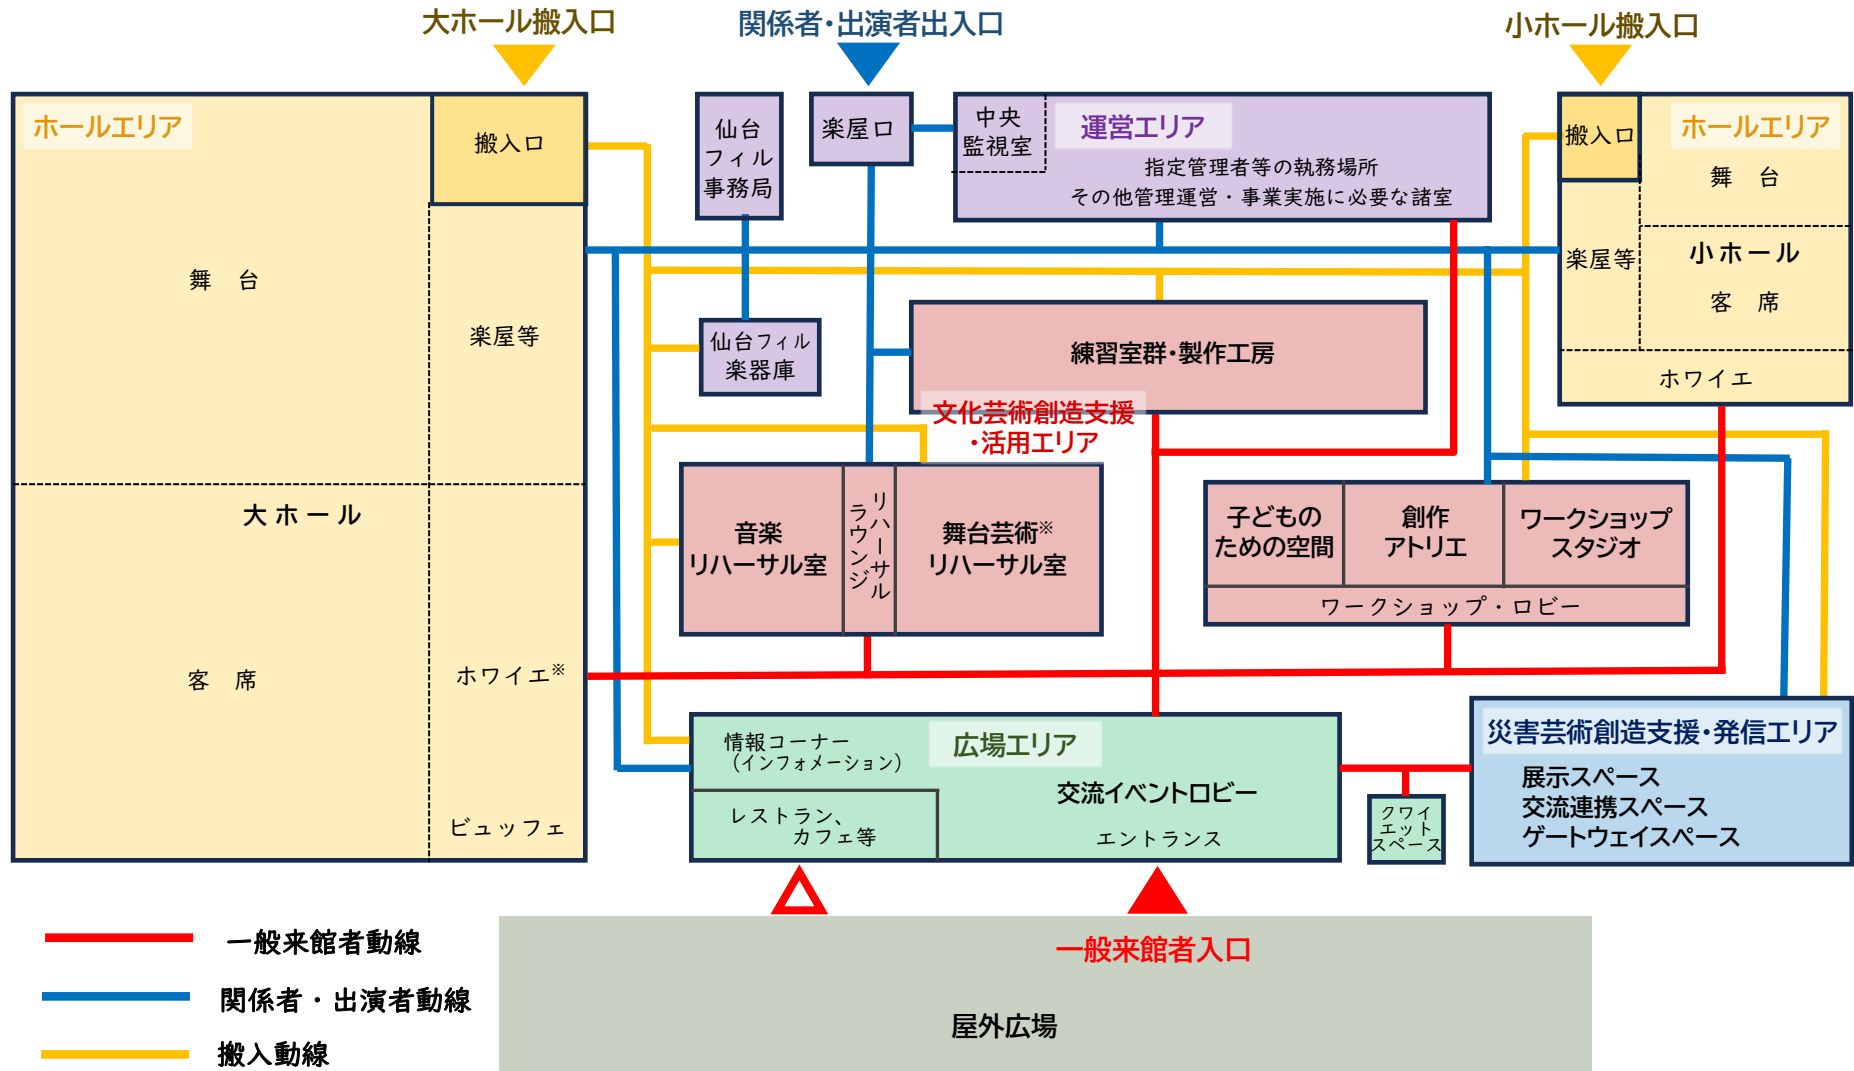 大ホール搬入口
関係者・出演者出入口
小ホール搬入口
ホールエリア
搬入口
舞　台
楽屋等
大ホール
客　席
ホワイエ※
ビュッフェ
仙台
フィル
事務局
楽屋口
中央
監視室
運営エリア
指定管理者等の執務場所
その他管理運営・事業実施に必要な諸室
搬入口
ホールエリア
舞　台
楽屋等
小ホール
客　席
ホワイエ
仙台フィル
楽器庫
練習室群・製作工房
文化芸術創造支援
・活用エリア
音楽
リハーサル室
リハーサル
ラウンジ
舞台芸術※
リハーサル室
子どもの
ための空間
創作
アトリエ
ワークショップ
スタジオ
ワークショップ・ロビー
情報コーナー
（インフォメーション）
広場エリア
交流イベントロビー
レストラン、
カフェ等
エントランス
クワイ
エット
スペース
災害芸術創造支援・発信エリア
展示スペース
交流連携スペース
ゲートウェイスペース
一般来館者動線
関係者・出演者動線
搬入動線
一般来館者入口
屋外広場